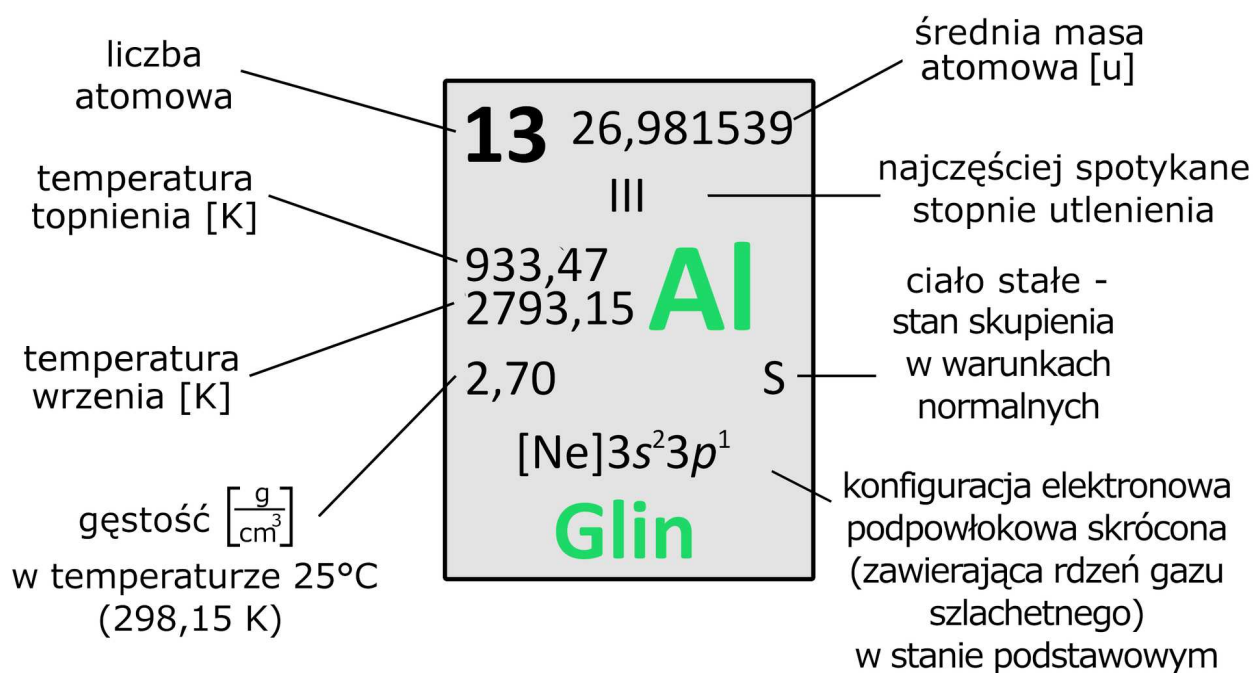 liczba
atomowa
temperatura
topnienia [K]
temperatura
wrzenia [K]
gęstość [g/cm³]
w temperaturze 25°C
(298,15 K)
13 26,981539
III
933,47
2793,15
Al
2,70 S
[Ne]3s²3p¹
Glin
średnia masa
atomowa [u]
najczęściej spotykane
stopnie utlenienia
ciało stałe -
stan skupienia
w warunkach
normalnych
konfiguracja elektronowa
podpowłokowa skrócona
(zawierająca rdzeń gazu
szlachetnego)
w stanie podstawowym